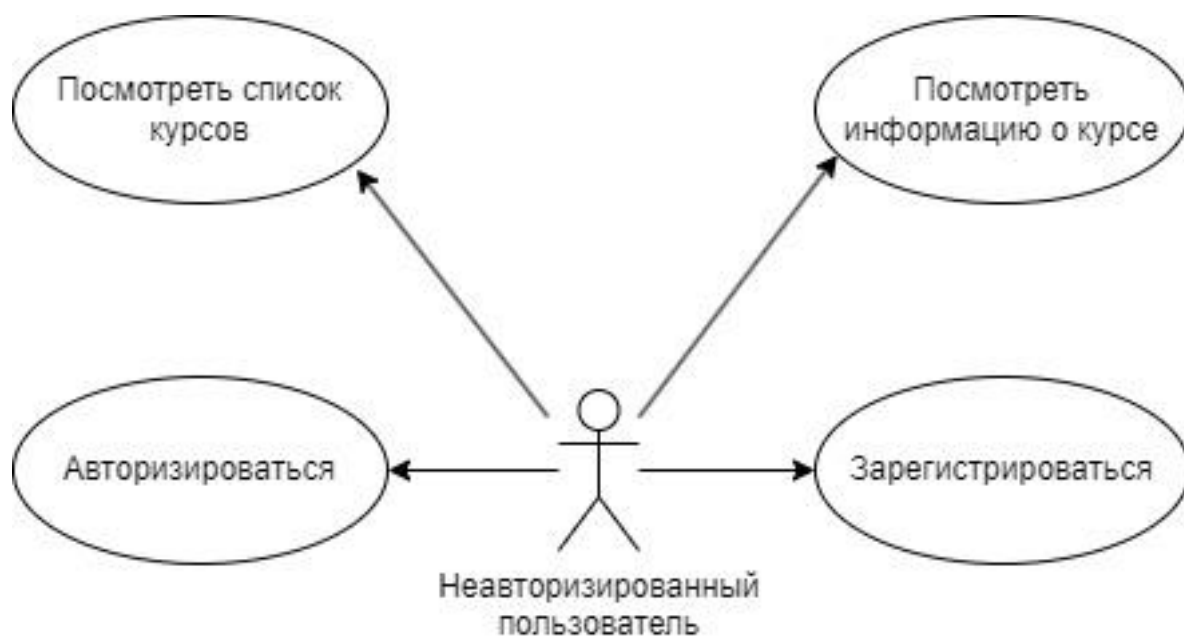 Посмотреть список
курсов
Посмотреть
информацию о курсе
Авторизироваться
Зарегистрироваться
Неавторизированный
пользователь